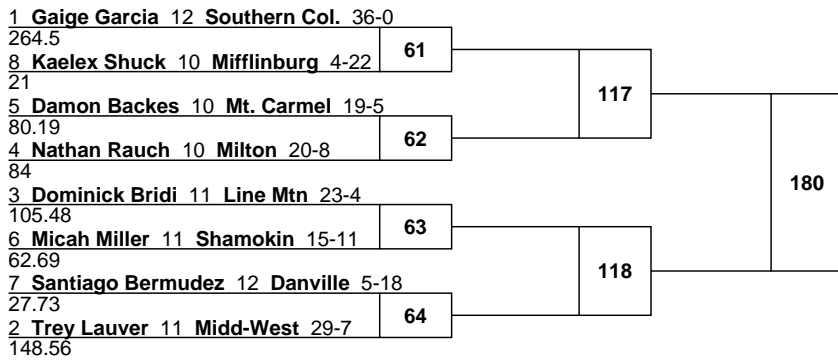 1 Gaige Garcia 12 Southern Col. 36-0
264.5
61
8 Kaelex Shuck 10 Mifflinburg 4-22
21
117
5 Damon Backes 10 Mt. Carmel 19-5
80.19
62
4 Nathan Rauch 10 Milton 20-8
84
180
3 Dominick Bridi 11 Line Mtn 23-4
105.48
63
6 Micah Miller 11 Shamokin 15-11
62.69
118
7 Santiago Bermudez 12 Danville 5-18
27.73
64
2 Trey Lauver 11 Midd-West 29-7
148.56